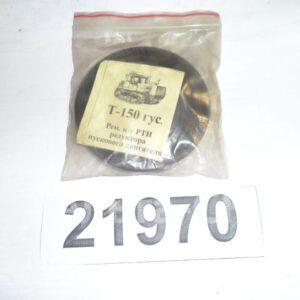 Т-150 гус.
Рем. к-т РТИ
редуктора
пускового двигателя
21970